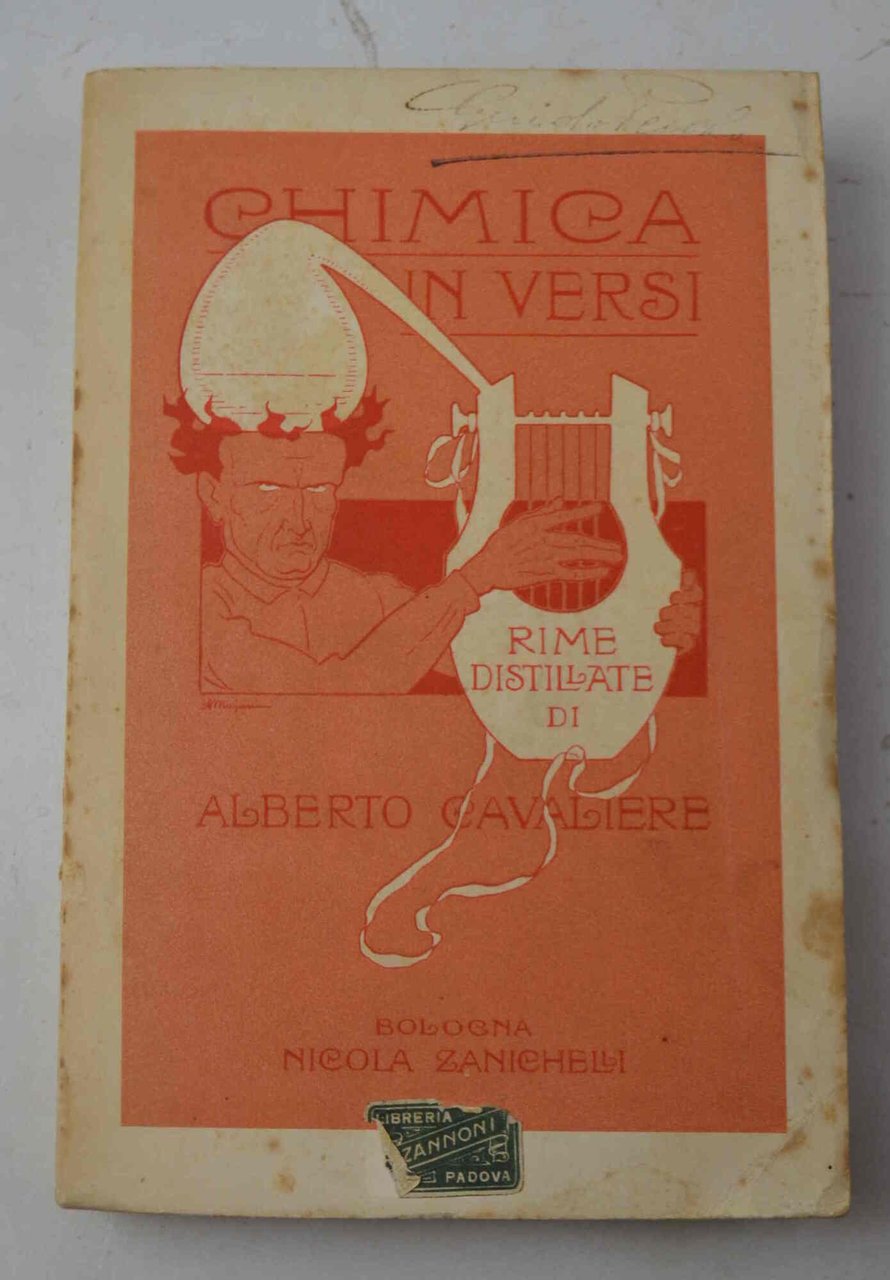 CHIMICA
IN VERSI
RIME
DISTILLATE
DI
ALBERTO CAVALIERE
BOLOGNA
NICOLA ZANICHELLI
LIBRERIA
ZANNONI
PADOVA